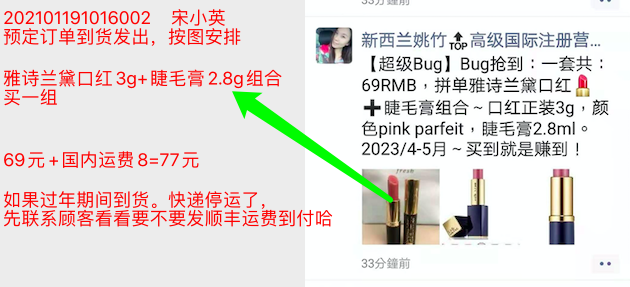 202101191016002 宋小英
预定订单到货发出，按图安排
雅诗兰黛口红3g+睫毛膏2.8g组合
买一组
69元+国内运费8=77元
如果过年期间到货。快递停运了，
先联系顾客看看要不要发顺丰运费到付哈
33分鐘前
新西兰姚竹⬆TOP高级国际注册营…
【超级Bug】Bug抢到：一套共：
69RMB，拼单雅诗兰黛口红💄
➕睫毛膏组合～口红正装3g，颜
色pink parfeit，睫毛膏2.8ml。
2023/4-5月～买到就是赚到！
33分鐘前